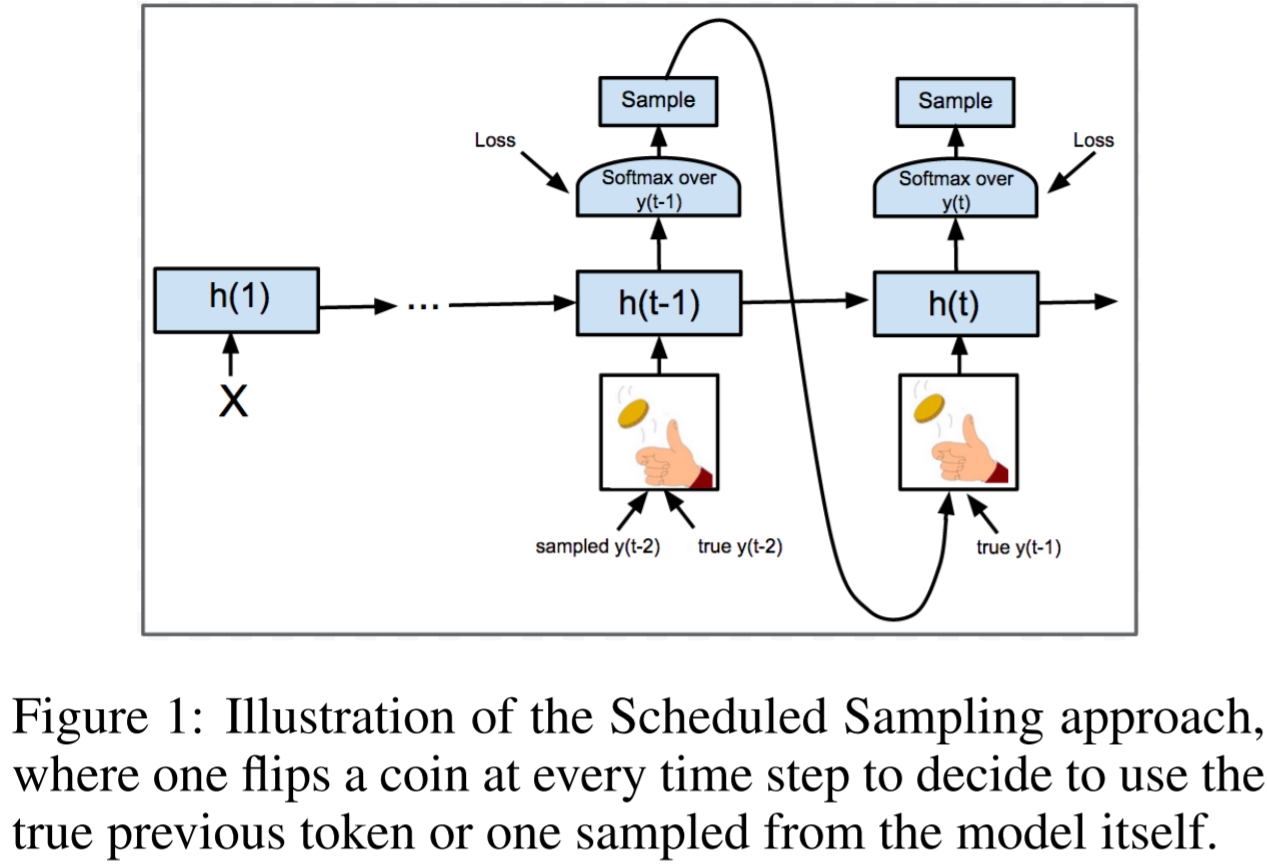 Sample
Sample
Loss
Loss
Softmax over
y(t-1)
Softmax over
y(t)
h(1)
...
h(t-1)
h(t)
X
sampled y(t-2)
true y(t-2)
true y(t-1)
Figure 1: Illustration of the Scheduled Sampling approach,
where one flips a coin at every time step to decide to use the
true previous token or one sampled from the model itself.